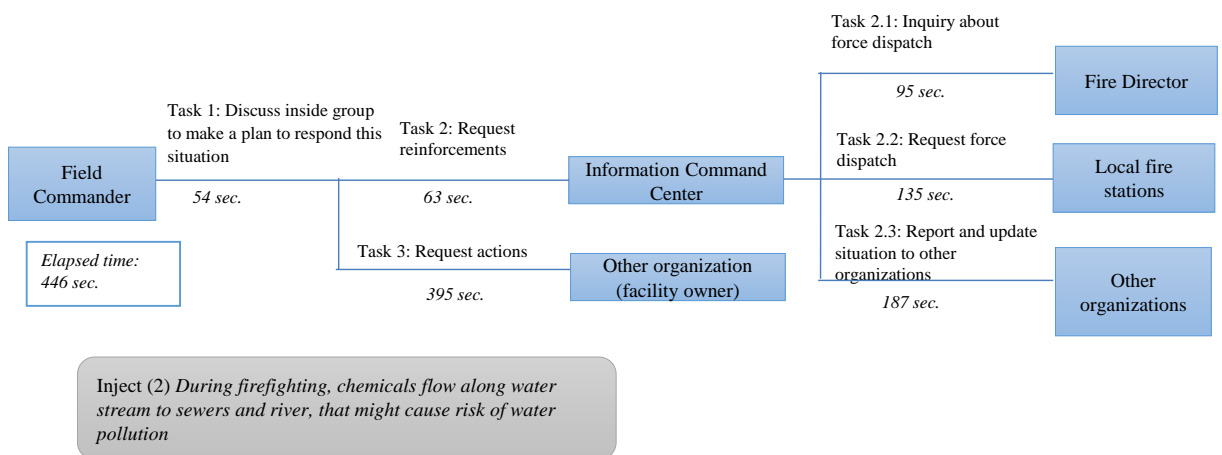 Task 2.1: Inquiry about
force dispatch
Fire Director
95 sec.
Task 1: Discuss inside group
to make a plan to respond this
situation
Task 2: Request
reinforcements
Task 2.2: Request force
dispatch
Field
Commander
Information Command
Center
Local fire
stations
54 sec.
63 sec.
135 sec.
Task 3: Request actions
Task 2.3: Report and update
situation to other
organizations
Elapsed time:
446 sec.
Other organization
(facility owner)
Other
organizations
395 sec.
187 sec.
Inject (2) During firefighting, chemicals flow along water
stream to sewers and river, that might cause risk of water
pollution